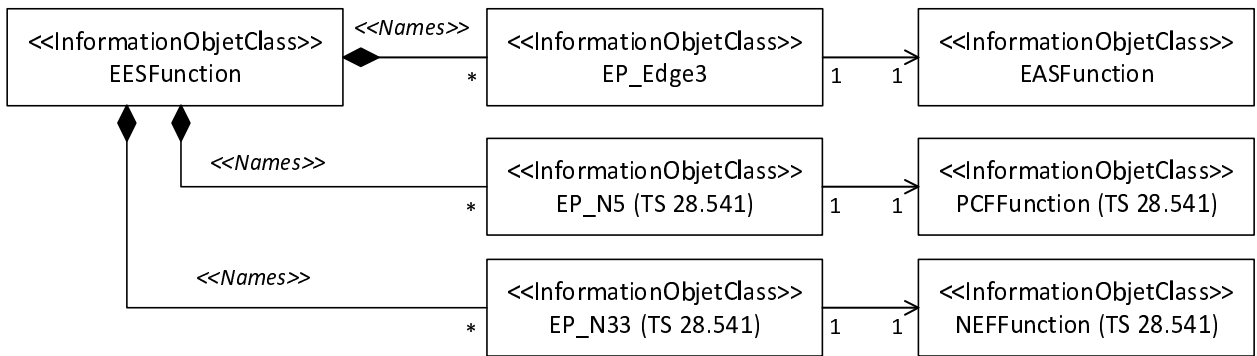 <<InformationObjetClass>>
EESFunction
<<Names>>
*
<<InformationObjetClass>>
EP_Edge3
1
1
<<InformationObjetClass>>
EASFunction
<<Names>>
*
<<InformationObjetClass>>
EP_N5 (TS 28.541)
1
1
<<InformationObjetClass>>
PCFFunction (TS 28.541)
<<Names>>
*
<<InformationObjetClass>>
EP_N33 (TS 28.541)
1
1
<<InformationObjetClass>>
NEFFunction (TS 28.541)